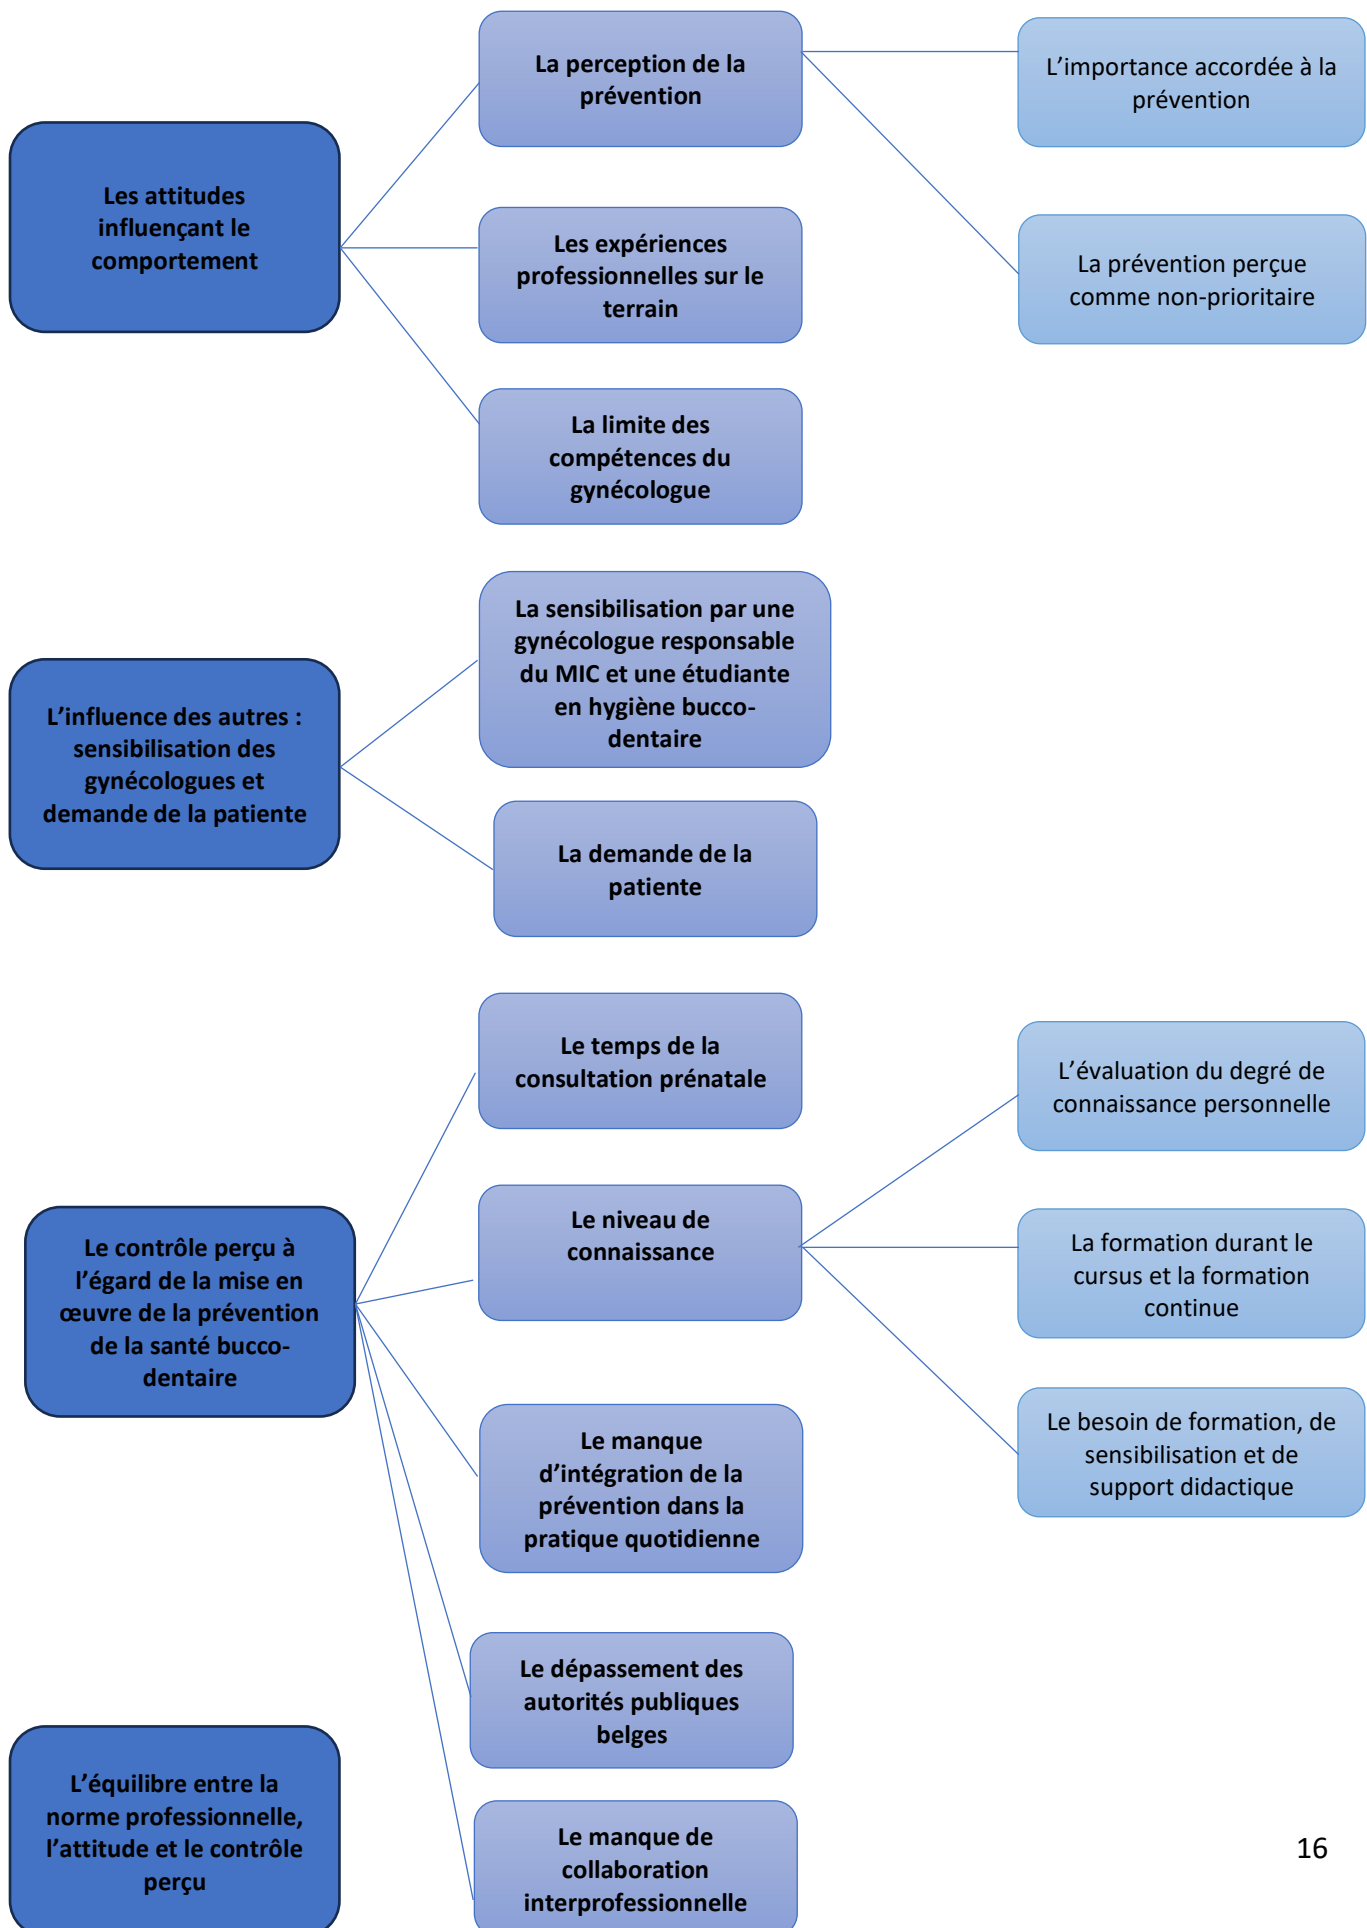 La perception de la
prévention
L'importance accordée à la
prévention
Les attitudes
influençant le
comportement
Les expériences
professionnelles sur le
terrain
La prévention perçue
comme non-prioritaire
La limite des
compétences du
gynécologue
L'influence des autres :
sensibilisation des
gynécologues et
demande de la patiente
La sensibilisation par une
gynécologue responsable
du MIC et une étudiante
en hygiène bucco-
dentaire
La demande de la
patiente
Le contrôle perçu à
l'égard de la mise en
œuvre de la prévention
de la santé bucco-
dentaire
Le temps de la
consultation prénatale
Le niveau de
connaissance
L'évaluation du degré de
connaissance personnelle
La formation durant le
cursus et la formation
continue
Le besoin de formation, de
sensibilisation et de
support didactique
Le manque
d'intégration de la
prévention dans la
pratique quotidienne
Le dépassement des
autorités publiques
belges
Le manque de
collaboration
interprofessionnelle
L'équilibre entre la
norme professionnelle,
l'attitude et le contrôle
perçu
16